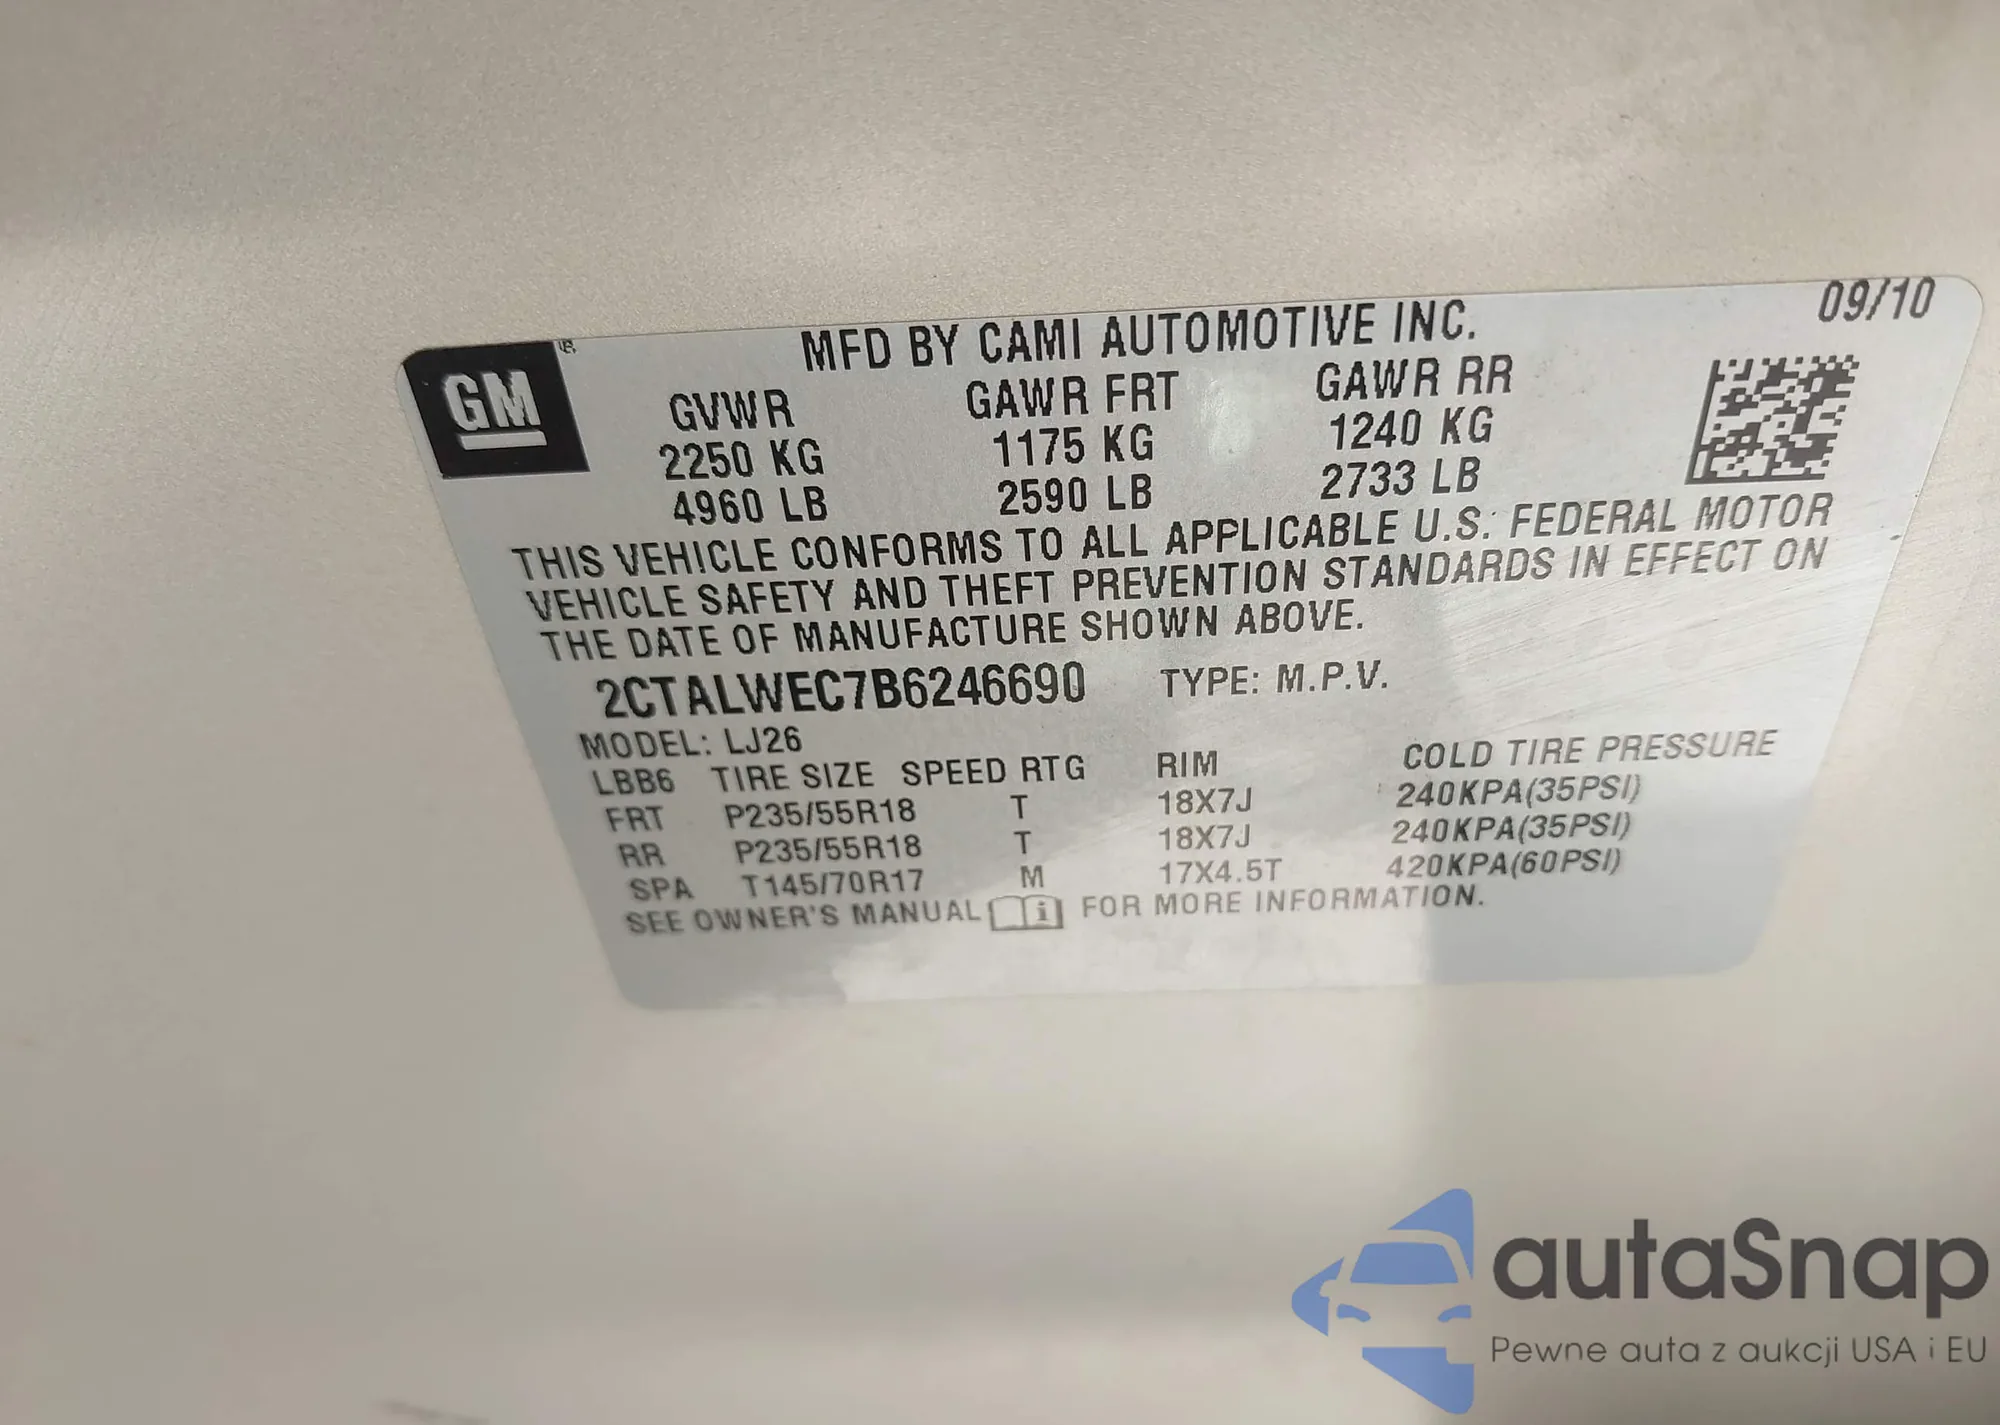 MFD BY CAMI AUTOMOTIVE INC. 09/10
GM
GVWR GAWR FRT GAWR RR
2250 KG 1175 KG 1240 KG
4960 LB 2590 LB 2733 LB
THIS VEHICLE CONFORMS TO ALL APPLICABLE U.S. FEDERAL MOTOR
VEHICLE SAFETY AND THEFT PREVENTION STANDARDS IN EFFECT ON
THE DATE OF MANUFACTURE SHOWN ABOVE.
2CTALWEC7B6246690 TYPE: M.P.V.
MODEL: LJ26
LBB6 TIRE SIZE SPEED RTG RIM COLD TIRE PRESSURE
FRT P235/55R18 T 18X7J 240KPA(35PSI)
RR P235/55R18 T 18X7J 240KPA(35PSI)
SPA T145/70R17 M 17X4.5T 420KPA(60PSI)
SEE OWNER'S MANUAL i FOR MORE INFORMATION.
autaSnap
Pewne auta z aukcji USA i EU